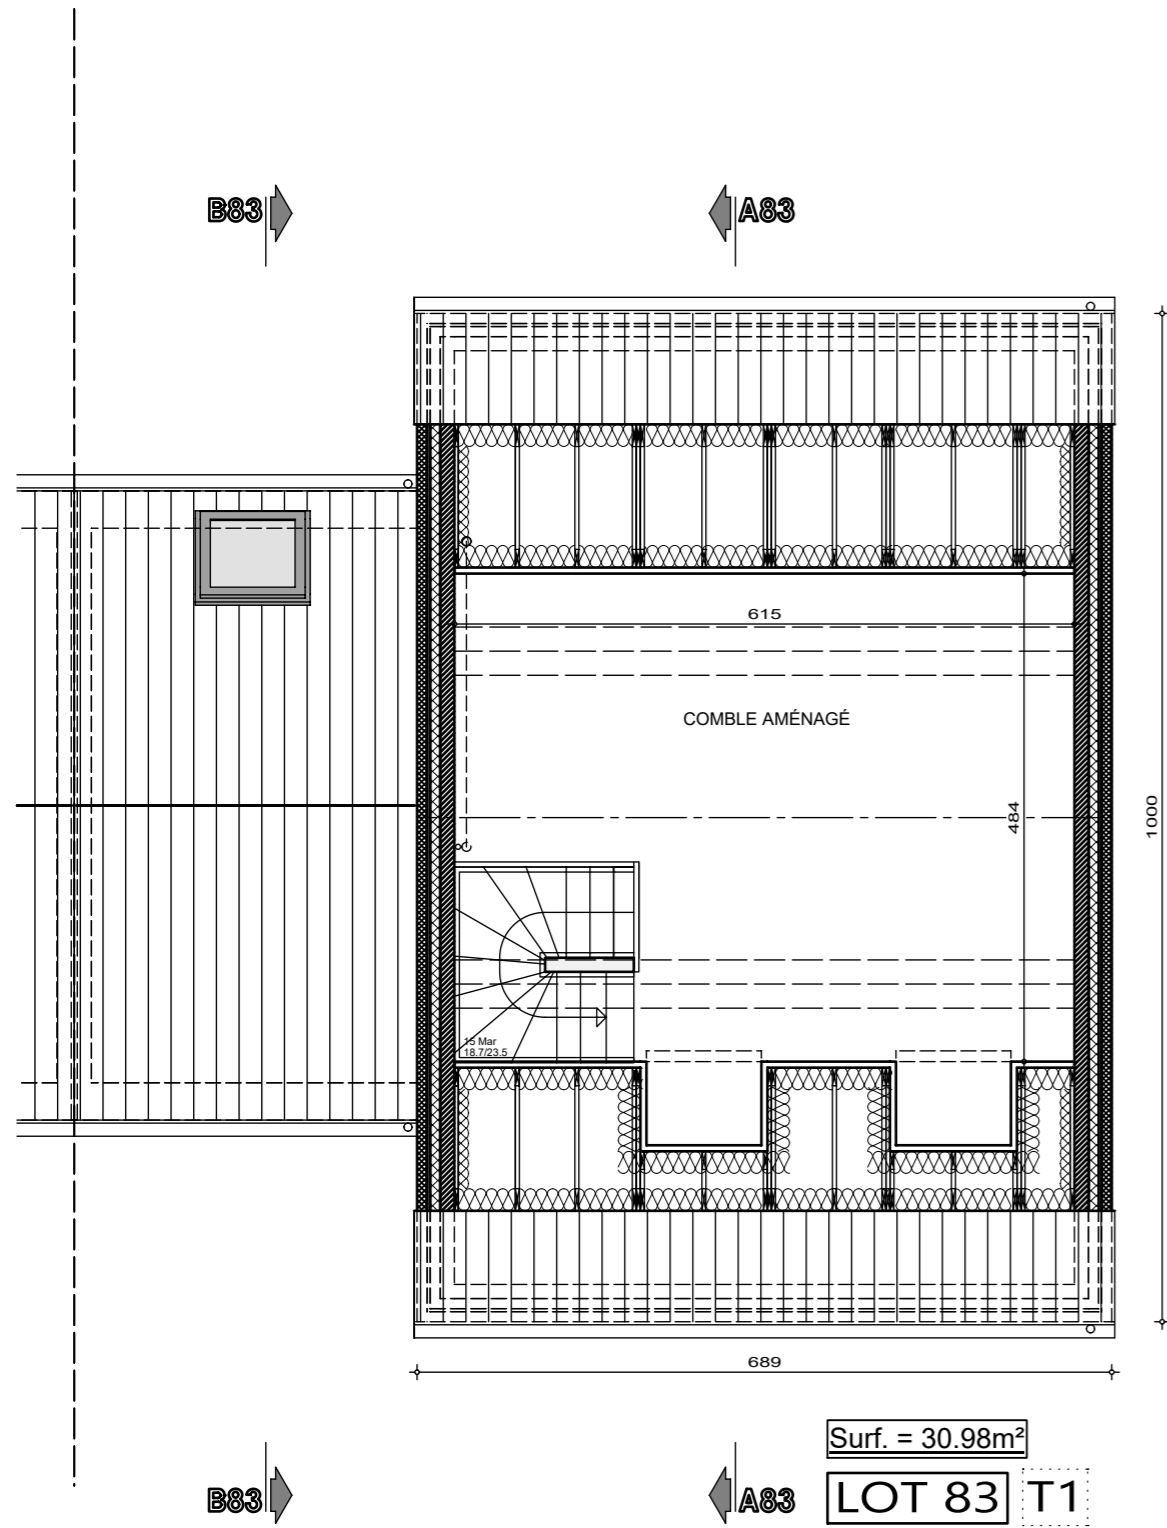 B83
A83
615
COMBLE AMÉNAGÉ
484
1000
15 Mar
18.7/23.5
689
Surf. = 30.98m²
B83
A83
LOT 83
T1